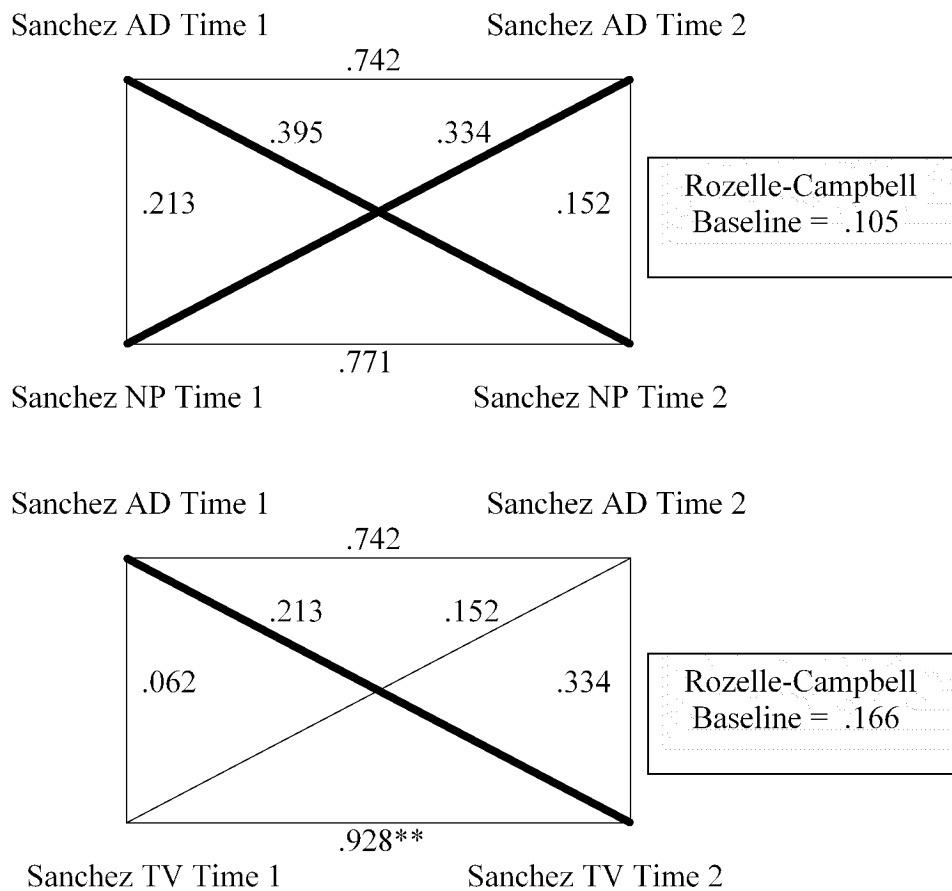 Sanchez AD Time 1 Sanchez AD Time 2
.742
.395 .334
.213 .152
Rozelle-Campbell
Baseline = .105
.771
Sanchez NP Time 1 Sanchez NP Time 2
Sanchez AD Time 1 Sanchez AD Time 2
.742
.213 .152
.062 .334
Rozelle-Campbell
Baseline = .166
.928**
Sanchez TV Time 1 Sanchez TV Time 2